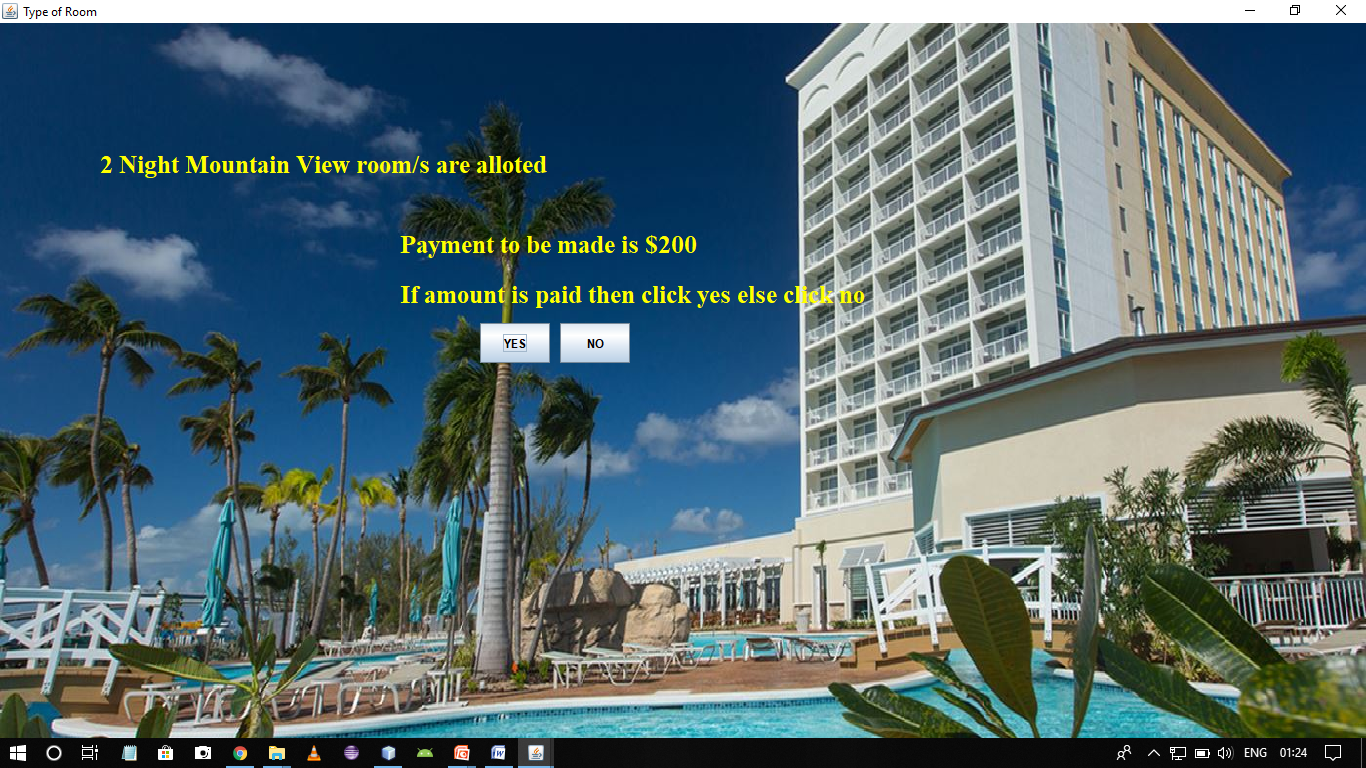 Type of Room
2 Night Mountain View room/s are alloted
Payment to be made is $200
If amount is paid then click yes else click no
YES NO
ENG 01:24